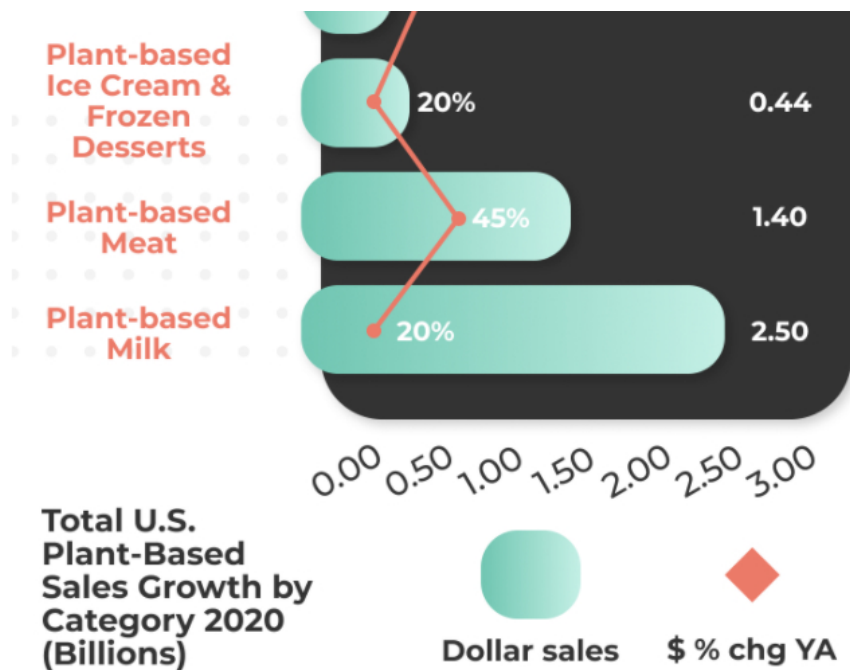 Plant-based
Ice Cream &
Frozen
Desserts
20%
0.44
Plant-based
Meat
45%
1.40
Plant-based
Milk
20%
2.50
0.00 0.50 1.00 1.50 2.00 2.50 3.00
Total U.S.
Plant-Based
Sales Growth by
Category 2020
(Billions)
Dollar sales
$ % chg YA